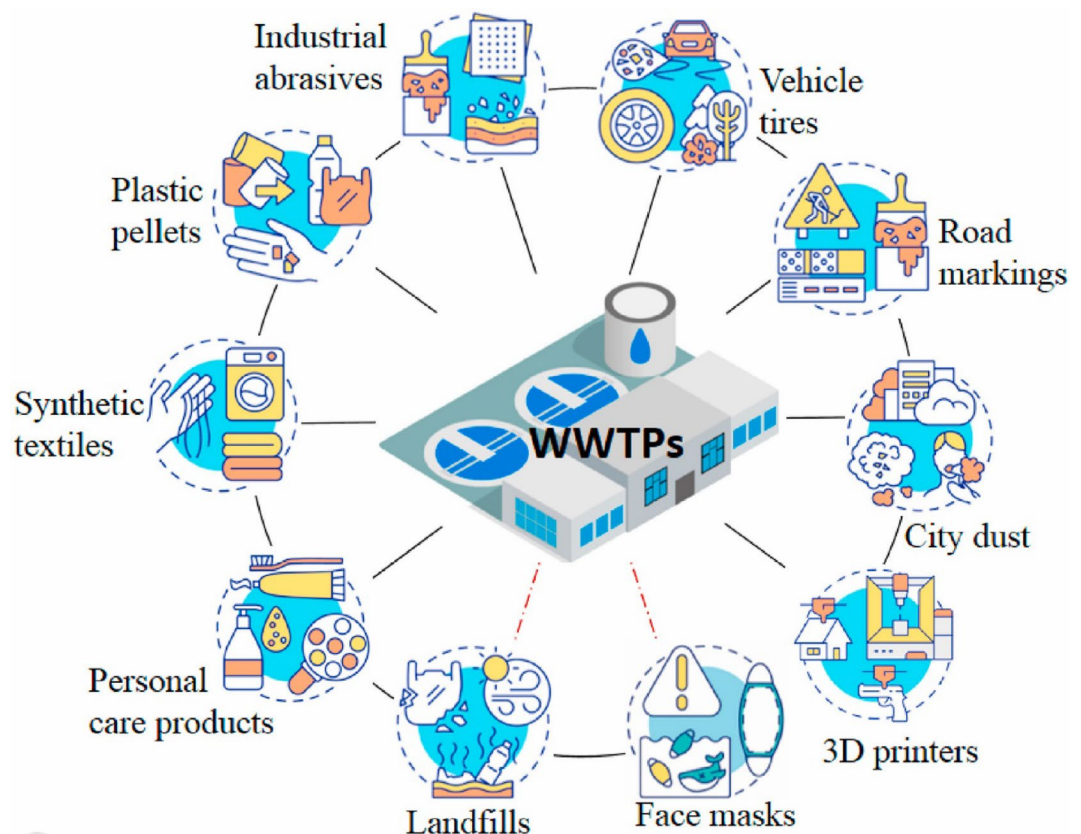 Industrial
abrasives
Vehicle
tires
Plastic
pellets
Road
markings
Synthetic
textiles
WWTPs
City dust
Personal
care products
3D printers
Landfills
Face masks